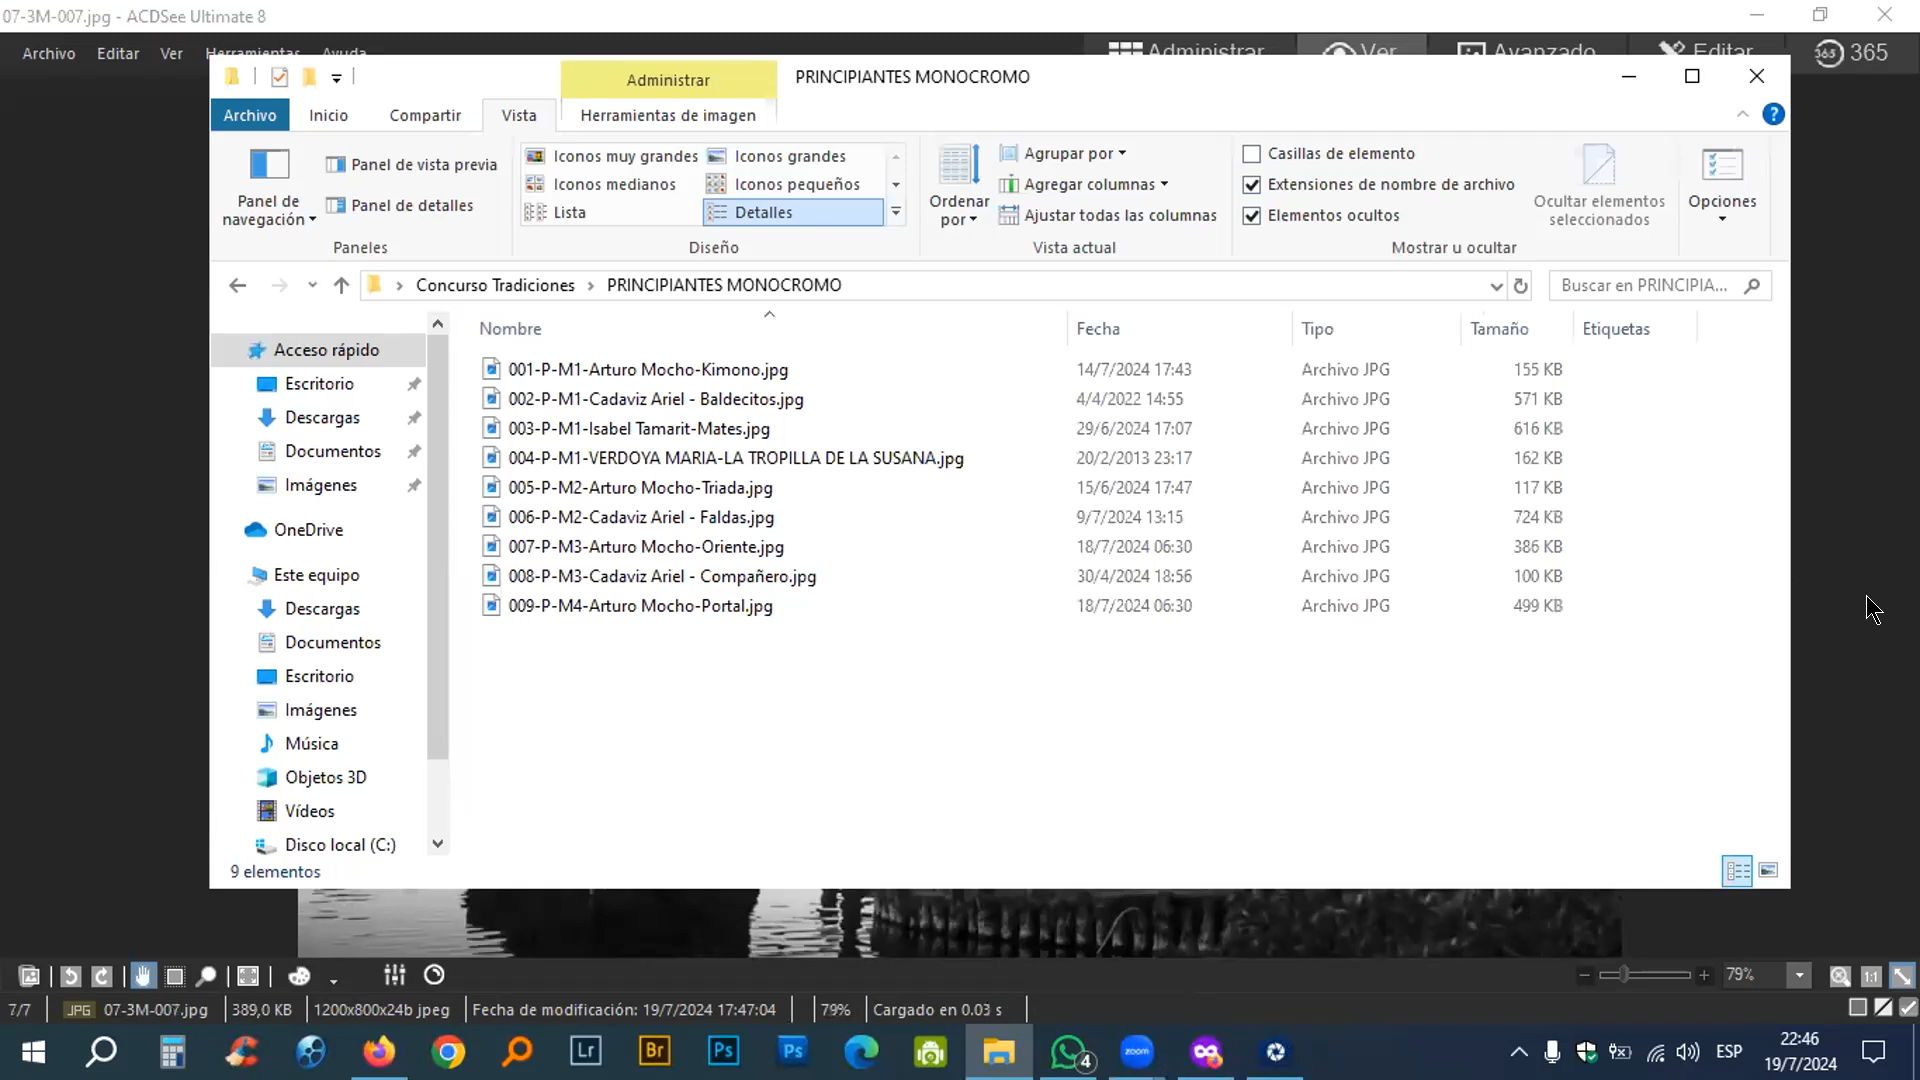 07-3M-007.jpg - ACDSee Ultimate 8
Archivo Editar Ver Herramientas Ayuda
Administrar Ver Avanzado Editar 365 365
Administrar PRINCIPIANTES MONOCROMO
Archivo Inicio Compartir Vista Herramientas de imagen ?
Panel de navegación
Panel de vista previa
Panel de detalles
Paneles
Iconos muy grandes Iconos grandes
Iconos medianos Iconos pequeños
Lista Detalles
Diseño
Ordenar por
Agrupar por
Agregar columnas
Ajustar todas las columnas
Vista actual
Casillas de elemento
Extensiones de nombre de archivo
Elementos ocultos
Ocultar elementos seleccionados
Mostrar u ocultar
Opciones
Concurso Tradiciones PRINCIPIANTES MONOCROMO
Buscar en PRINCIPIA...
Nombre Fecha Tipo Tamaño Etiquetas
001-P-M1-Arturo Mocho-Kimono.jpg 14/7/2024 17:43 Archivo JPG 155 KB
002-P-M1-Cadaviz Ariel - Baldecitos.jpg 4/4/2022 14:55 Archivo JPG 571 KB
003-P-M1-Isabel Tamarit-Mates.jpg 29/6/2024 17:07 Archivo JPG 616 KB
004-P-M1-VERDOYA MARIA-LA TROPILLA DE LA SUSANA.jpg 20/2/2013 23:17 Archivo JPG 162 KB
005-P-M2-Arturo Mocho-Triada.jpg 15/6/2024 17:47 Archivo JPG 117 KB
006-P-M2-Cadaviz Ariel - Faldas.jpg 9/7/2024 13:15 Archivo JPG 724 KB
007-P-M3-Arturo Mocho-Oriente.jpg 18/7/2024 06:30 Archivo JPG 386 KB
008-P-M3-Cadaviz Ariel - Compañero.jpg 30/4/2024 18:56 Archivo JPG 100 KB
009-P-M4-Arturo Mocho-Portal.jpg 18/7/2024 06:30 Archivo JPG 499 KB
Acceso rápido
Escritorio
Descargas
Documentos
Imágenes
OneDrive
Este equipo
Descargas
Documentos
Escritorio
Imágenes
Música
Objetos 3D
Vídeos
Disco local (C:)
9 elementos
79% 1:1
7/7 JPG 07-3M-007.jpg 389,0 KB 1200x800x24b jpeg Fecha de modificación: 19/7/2024 17:47:04 79% Cargado en 0.03 s
Lr Br Ps Ps 4 zoom ESP 22:46
19/7/2024